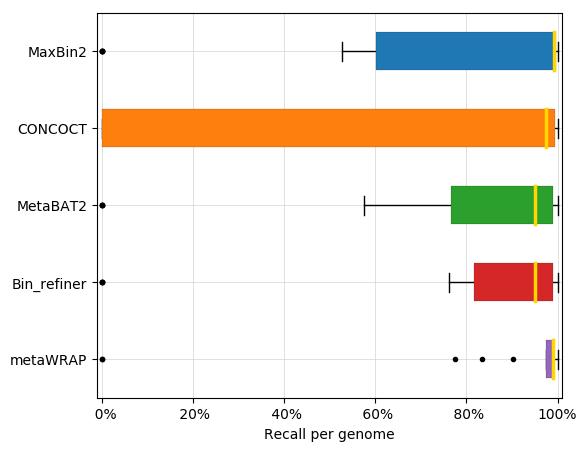 MaxBin2
CONCOCT
MetaBAT2
Bin_refiner
metaWRAP
0% 20% 40% 60% 80% 100%
Recall per genome